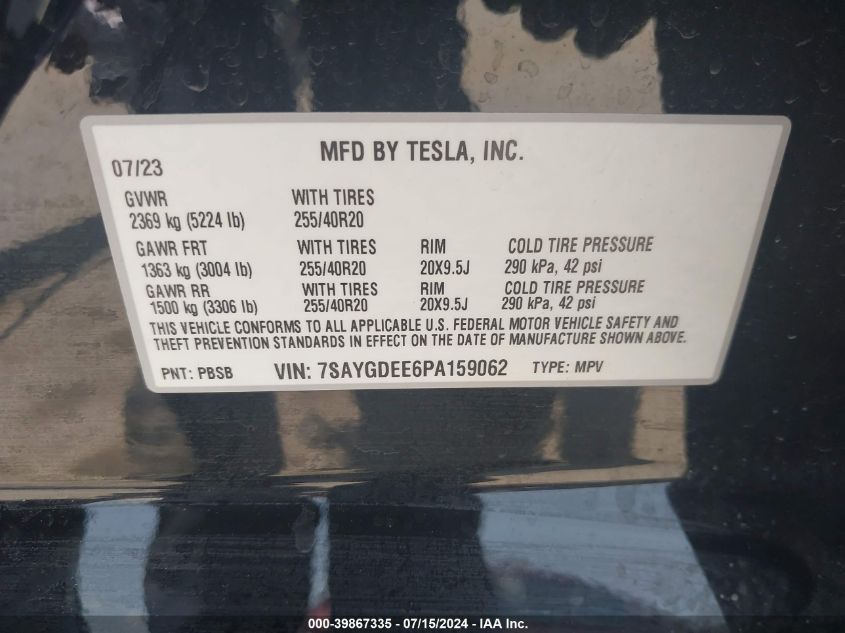 MFD BY TESLA, INC.
07/23
GVWR WITH TIRES
2369 kg (5224 lb) 255/40R20
GAWR FRT WITH TIRES RIM COLD TIRE PRESSURE
1363 kg (3004 lb) 255/40R20 20X9.5J 290 kPa, 42 psi
GAWR RR WITH TIRES RIM COLD TIRE PRESSURE
1500 kg (3306 lb) 255/40R20 20X9.5J 290 kPa, 42 psi
THIS VEHICLE CONFORMS TO ALL APPLICABLE U.S. FEDERAL MOTOR VEHICLE SAFETY AND
THEFT PREVENTION STANDARDS IN EFFECT ON THE DATE OF MANUFACTURE SHOWN ABOVE.
PNT: PBSB VIN: 7SAYGDEE6PA159062 TYPE: MPV
000-39867335 - 07/15/2024 - IAA Inc.